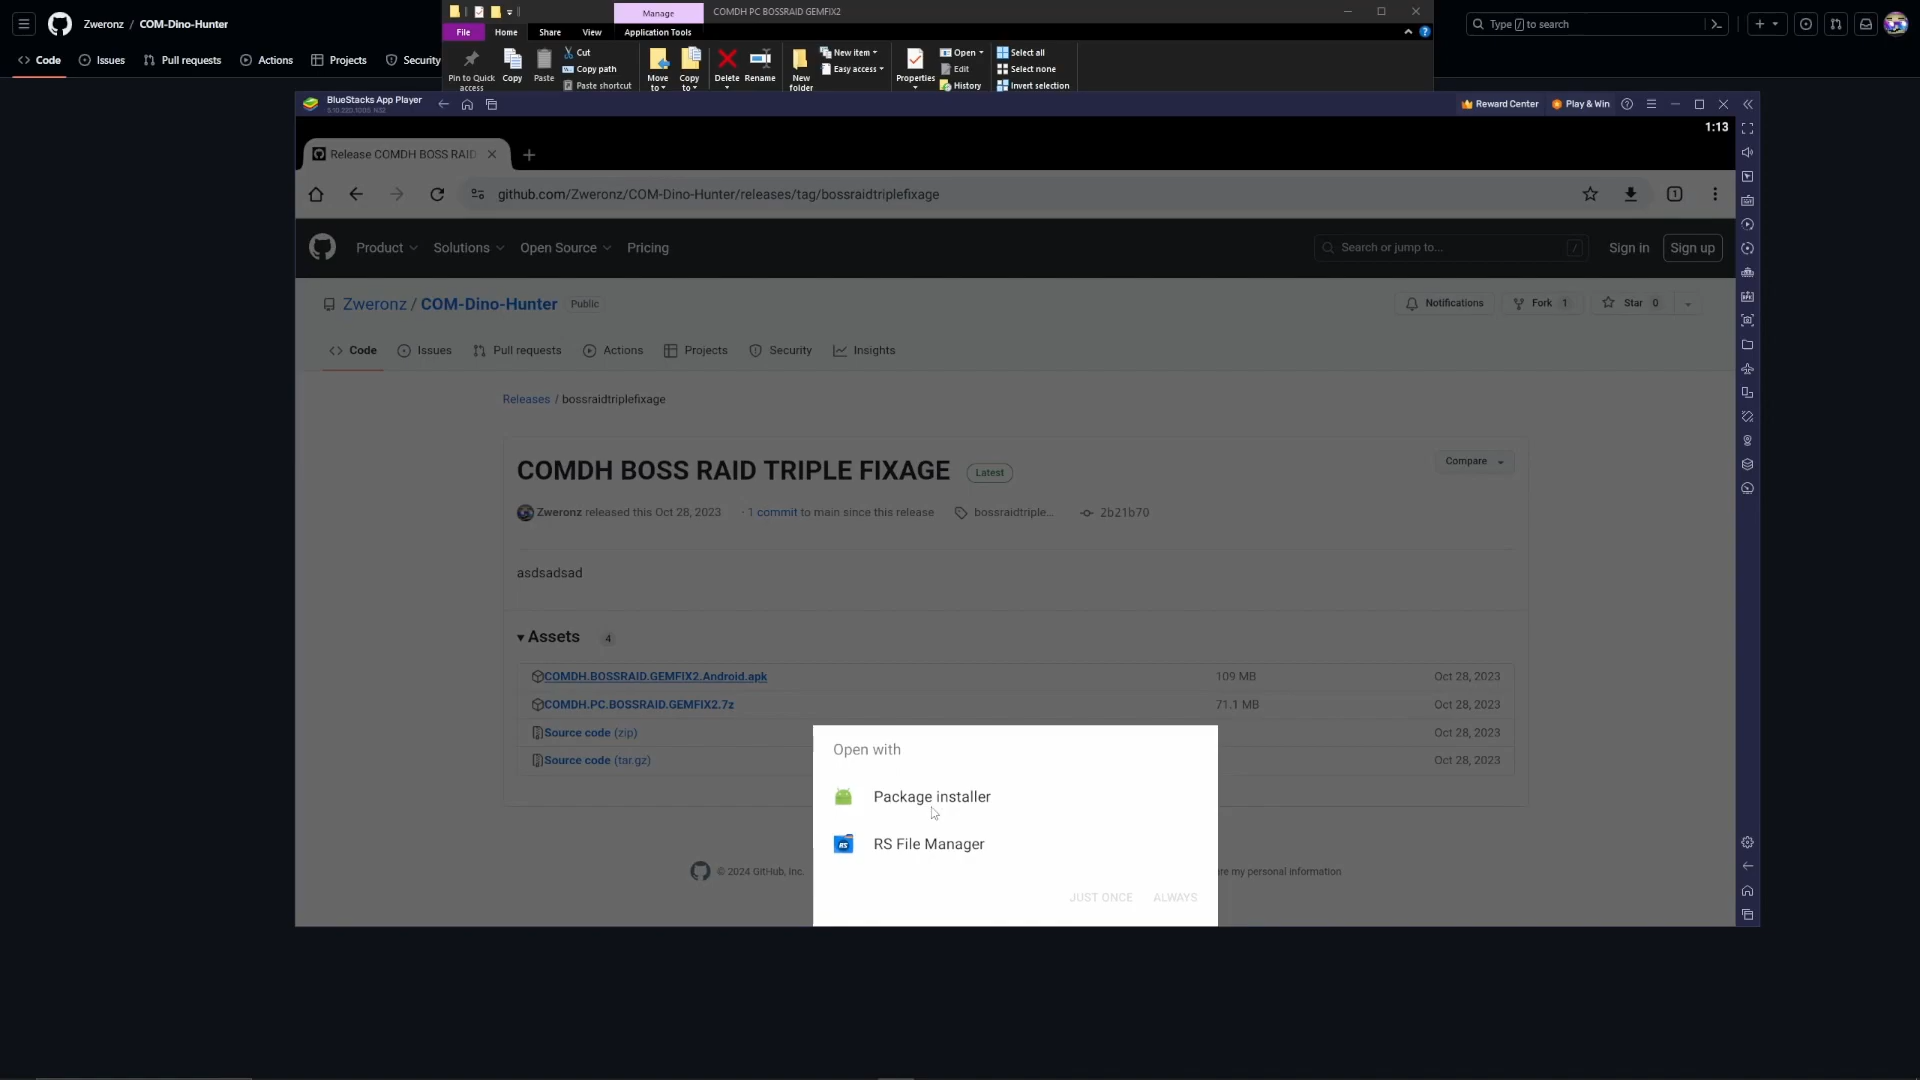 Zweronz / COM-Dino-Hunter
Manage COMDH PC BOSSRAID GEMFIX2
Type / to search
File Home Share View Application Tools
Code Issues Pull requests Actions Projects Security
Pin to Quick access Copy Paste Cut Copy path Paste shortcut Move to Copy to Delete Rename New folder New item Easy access Properties Open Edit History Select all Select none Invert selection
BlueStacks App Player
Reward Center Play & Win
1:13
Release COMDH BOSS RAID
github.com/Zweronz/COM-Dino-Hunter/releases/tag/bossraidtriplefixage
1
Product Solutions Open Source Pricing Search or jump to... / Sign in Sign up
Zweronz / COM-Dino-Hunter Public Notifications Fork 1 Star 0
Code Issues Pull requests Actions Projects Security Insights
Releases / bossraidtriplefixage
COMDH BOSS RAID TRIPLE FIXAGE Latest Compare
Zweronz released this Oct 28, 2023 · 1 commit to main since this release bossraidtriple... 2b21b70
asdsadsad
Assets 4
COMDH.BOSSRAID.GEMFIX2.Android.apk 109 MB Oct 28, 2023
COMDH.PC.BOSSRAID.GEMFIX2.7z 71.1 MB Oct 28, 2023
Source code (zip) Oct 28, 2023
Source code (tar.gz) Oct 28, 2023
Open with
Package installer
RS File Manager
© 2024 GitHub, Inc. my personal information
JUST ONCE ALWAYS